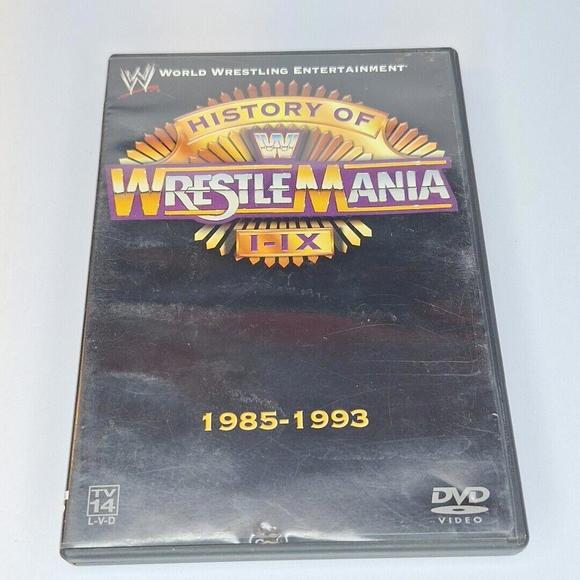 W WORLD WRESTLING ENTERTAINMENT
HISTORY OF
W
WRESTLEMANIA
I-IX
1985-1993
TV
14
L-V-D
DVD
VIDEO